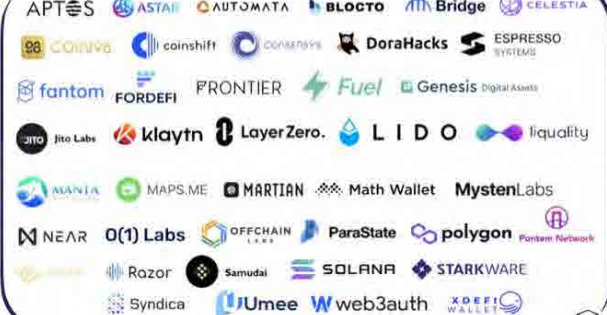 APTOS ASTAR AUTOMATA BLOCTO Bridge CELESTIA
98 COIN98 coinshift CONSENSYS DoraHacks ESPRESSO SYSTEMS
fantom FORDEFI FRONTIER Fuel Genesis Digital Assets
JITO Jito Labs klaytn LayerZero. LIDO liquality
MANTA MAPS.ME MARTIAN Math Wallet MystenLabs
NEAR O(1) Labs OFFCHAIN LABS ParaState polygon Pontem Network
Razor Samudai SOLANA STARKWARE
Syndica Umee web3auth XDEFI WALLET